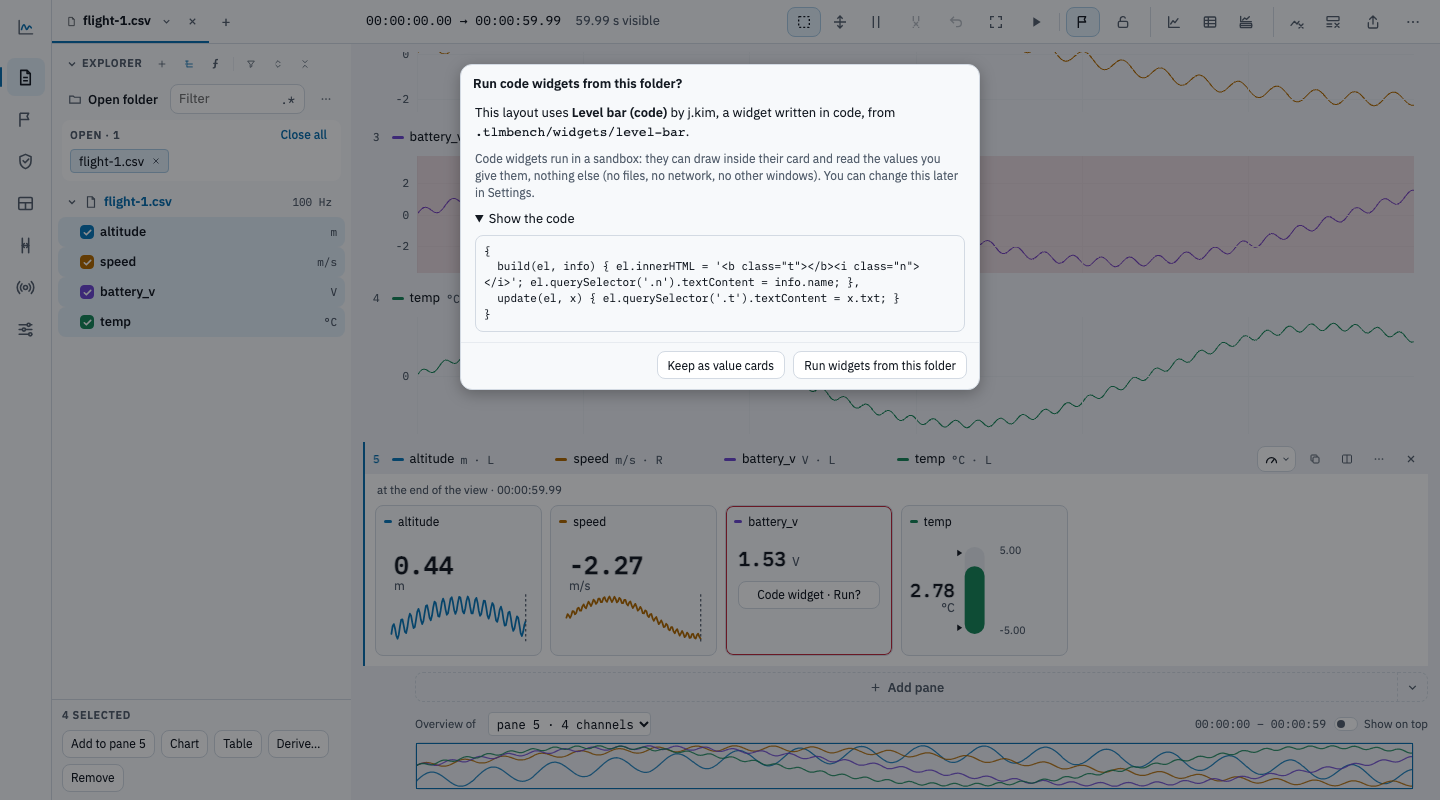 flight-1.csv
00:00:00.00 → 00:00:59.99 59.99 s visible
EXPLORER
Open folder
Filter
.*
OPEN · 1
Close all
flight-1.csv ×
flight-1.csv 100 Hz
altitude m
speed m/s
battery_v V
temp °C
4 SELECTED
Add to pane 5
Chart
Table
Derive…
Remove
0
-2
3 battery_v
2
0
-2
4 temp °C
0
Run code widgets from this folder?
This layout uses Level bar (code) by j.kim, a widget written in code, from
.tlmbench/widgets/level-bar.
Code widgets run in a sandbox: they can draw inside their card and read the values you
give them, nothing else (no files, no network, no other windows). You can change this later
in Settings.
▼ Show the code
{
build(el, info) { el.innerHTML = '<b class="t"></b><i class="n">
</i>'; el.querySelector('.n').textContent = info.name; },
update(el, x) { el.querySelector('.t').textContent = x.txt; }
}
Keep as value cards
Run widgets from this folder
5 altitude m · L speed m/s · R battery_v V · L temp °C · L
at the end of the view · 00:00:59.99
altitude
0.44
m
speed
-2.27
m/s
battery_v
1.53 V
Code widget · Run?
temp
5.00
2.78
°C
-5.00
+ Add pane
Overview of pane 5 · 4 channels 00:00:00 – 00:00:59 Show on top